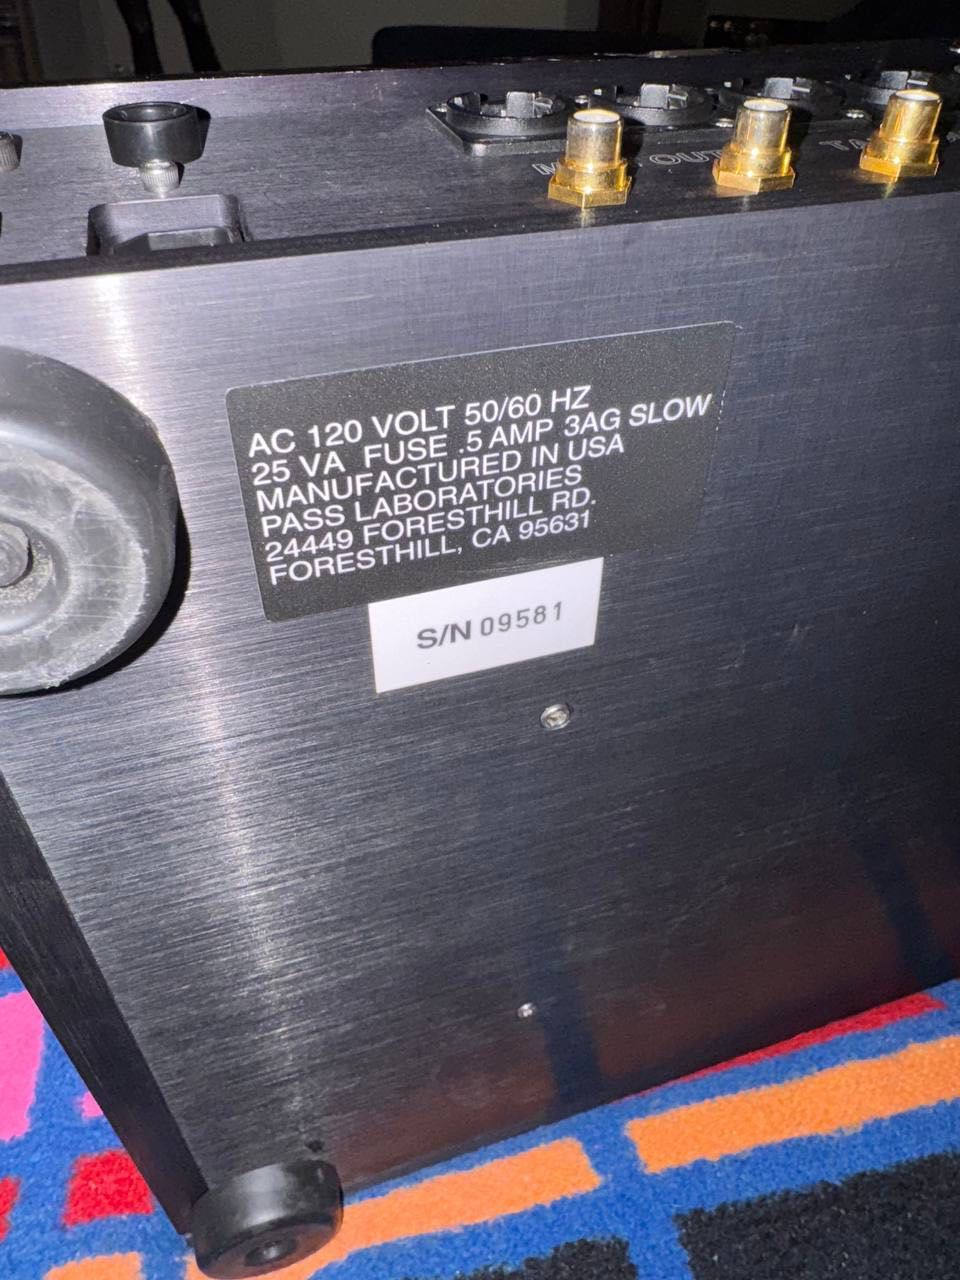 OUT
AC 120 VOLT 50/60 HZ
25 VA FUSE .5 AMP 3AG SLOW
MANUFACTURED IN USA
PASS LABORATORIES
24449 FORESTHILL RD.
FORESTHILL, CA 95631
S/N 09581